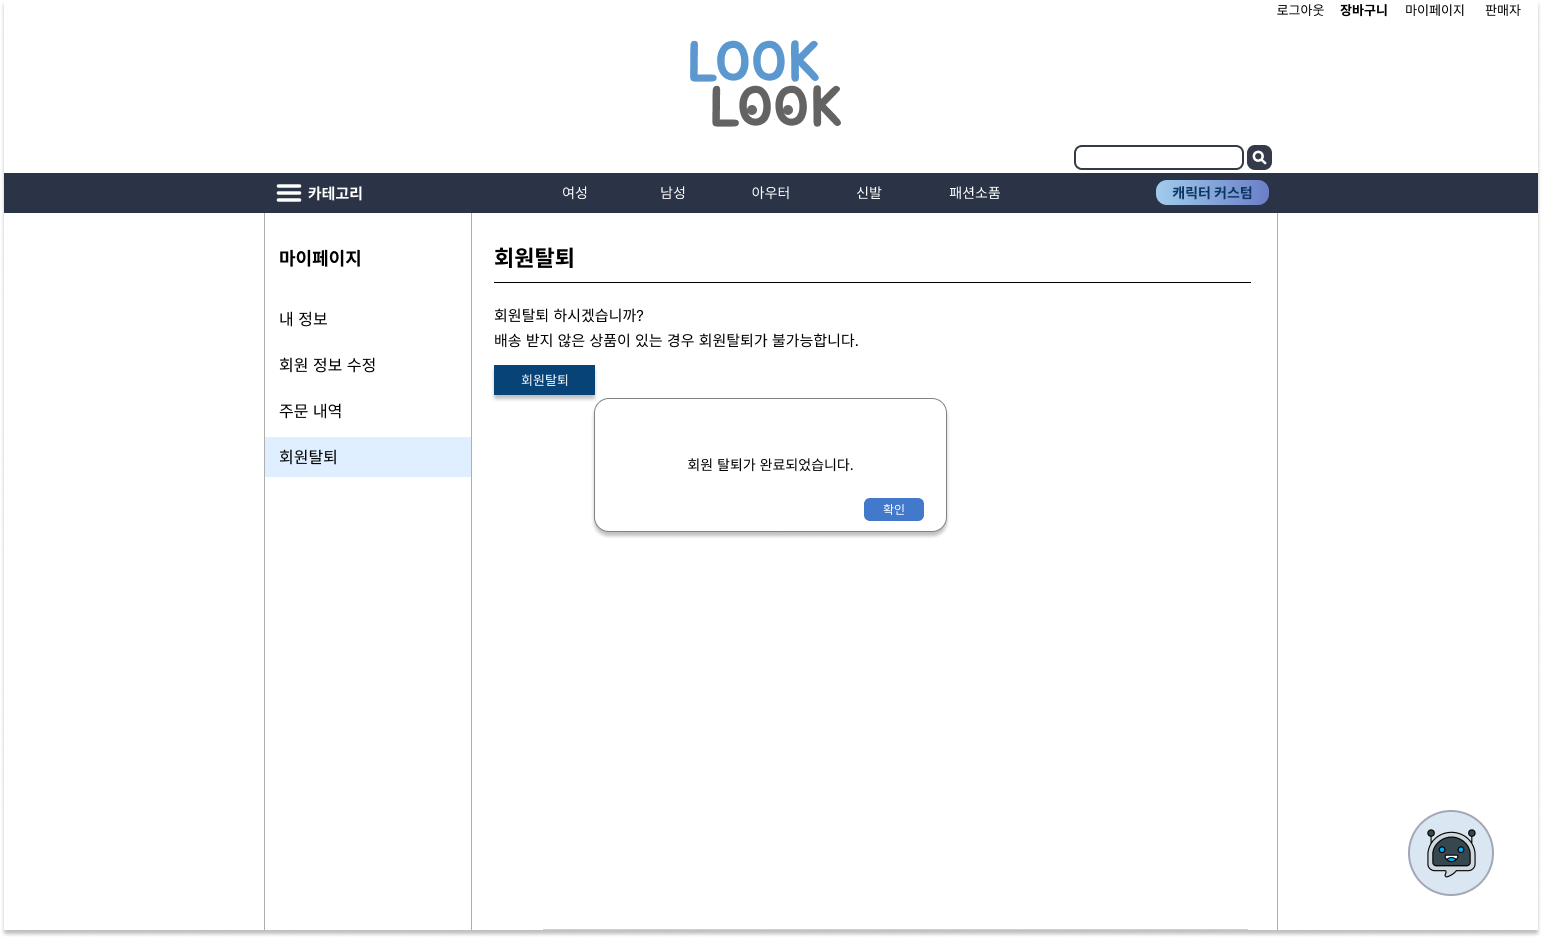 로그아웃 장바구니 마이페이지 판매자
LOOK
LOOK
카테고리 여성 남성 아우터 신발 패션소품 캐릭터 커스텀
마이페이지
내 정보
회원 정보 수정
주문 내역
회원탈퇴
회원탈퇴
회원탈퇴 하시겠습니까?
배송 받지 않은 상품이 있는 경우 회원탈퇴가 불가능합니다.
회원탈퇴
회원 탈퇴가 완료되었습니다.
확인